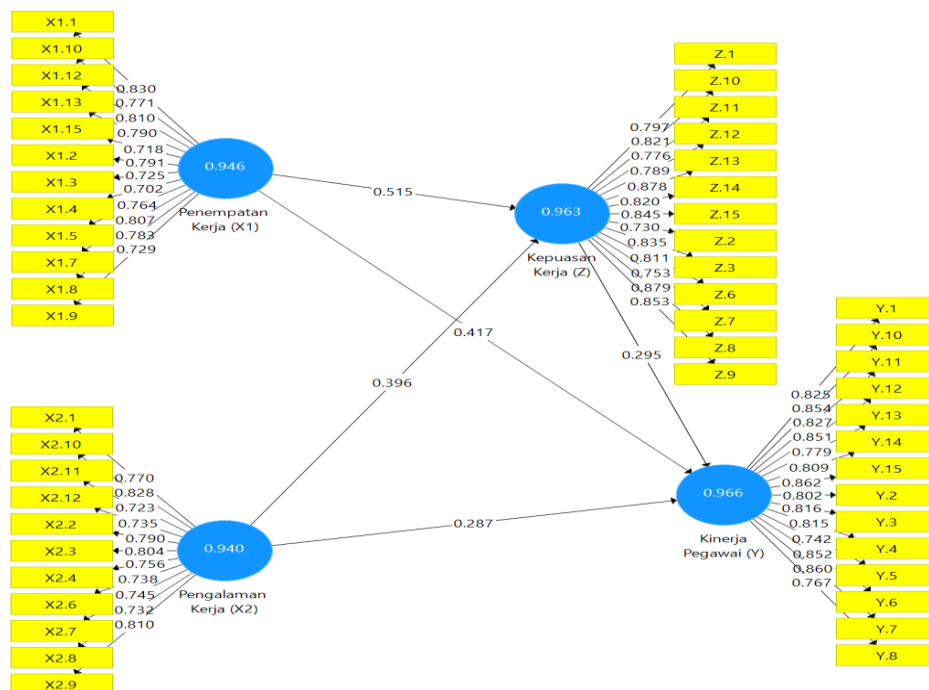 X1.1
X1.10
X1.12
X1.13
X1.15
X1.2
X1.3
X1.4
X1.5
X1.7
X1.8
X1.9
0.830
0.771
0.810
0.790
0.718
0.791
0.725
0.702
0.764
0.807
0.783
0.729
0.946
Penempatan
Kerja (X1)
0.515
0.417
0.396
X2.1
X2.10
X2.11
X2.12
X2.2
X2.3
X2.4
X2.6
X2.7
X2.8
X2.9
0.770
0.828
0.723
0.735
0.790
0.804
0.756
0.738
0.745
0.732
0.810
0.940
Pengalaman
Kerja (X2)
0.287
0.963
Kepuasan
Kerja (Z)
0.295
0.797
0.821
0.776
0.789
0.878
0.820
0.845
0.730
0.835
0.811
0.753
0.879
0.853
Z.1
Z.10
Z.11
Z.12
Z.13
Z.14
Z.15
Z.2
Z.3
Z.6
Z.7
Z.8
Z.9
0.966
Kinerja
Pegawai (Y)
0.825
0.854
0.827
0.851
0.779
0.809
0.862
0.802
0.816
0.815
0.742
0.852
0.860
0.767
Y.1
Y.10
Y.11
Y.12
Y.13
Y.14
Y.15
Y.2
Y.3
Y.4
Y.5
Y.6
Y.7
Y.8